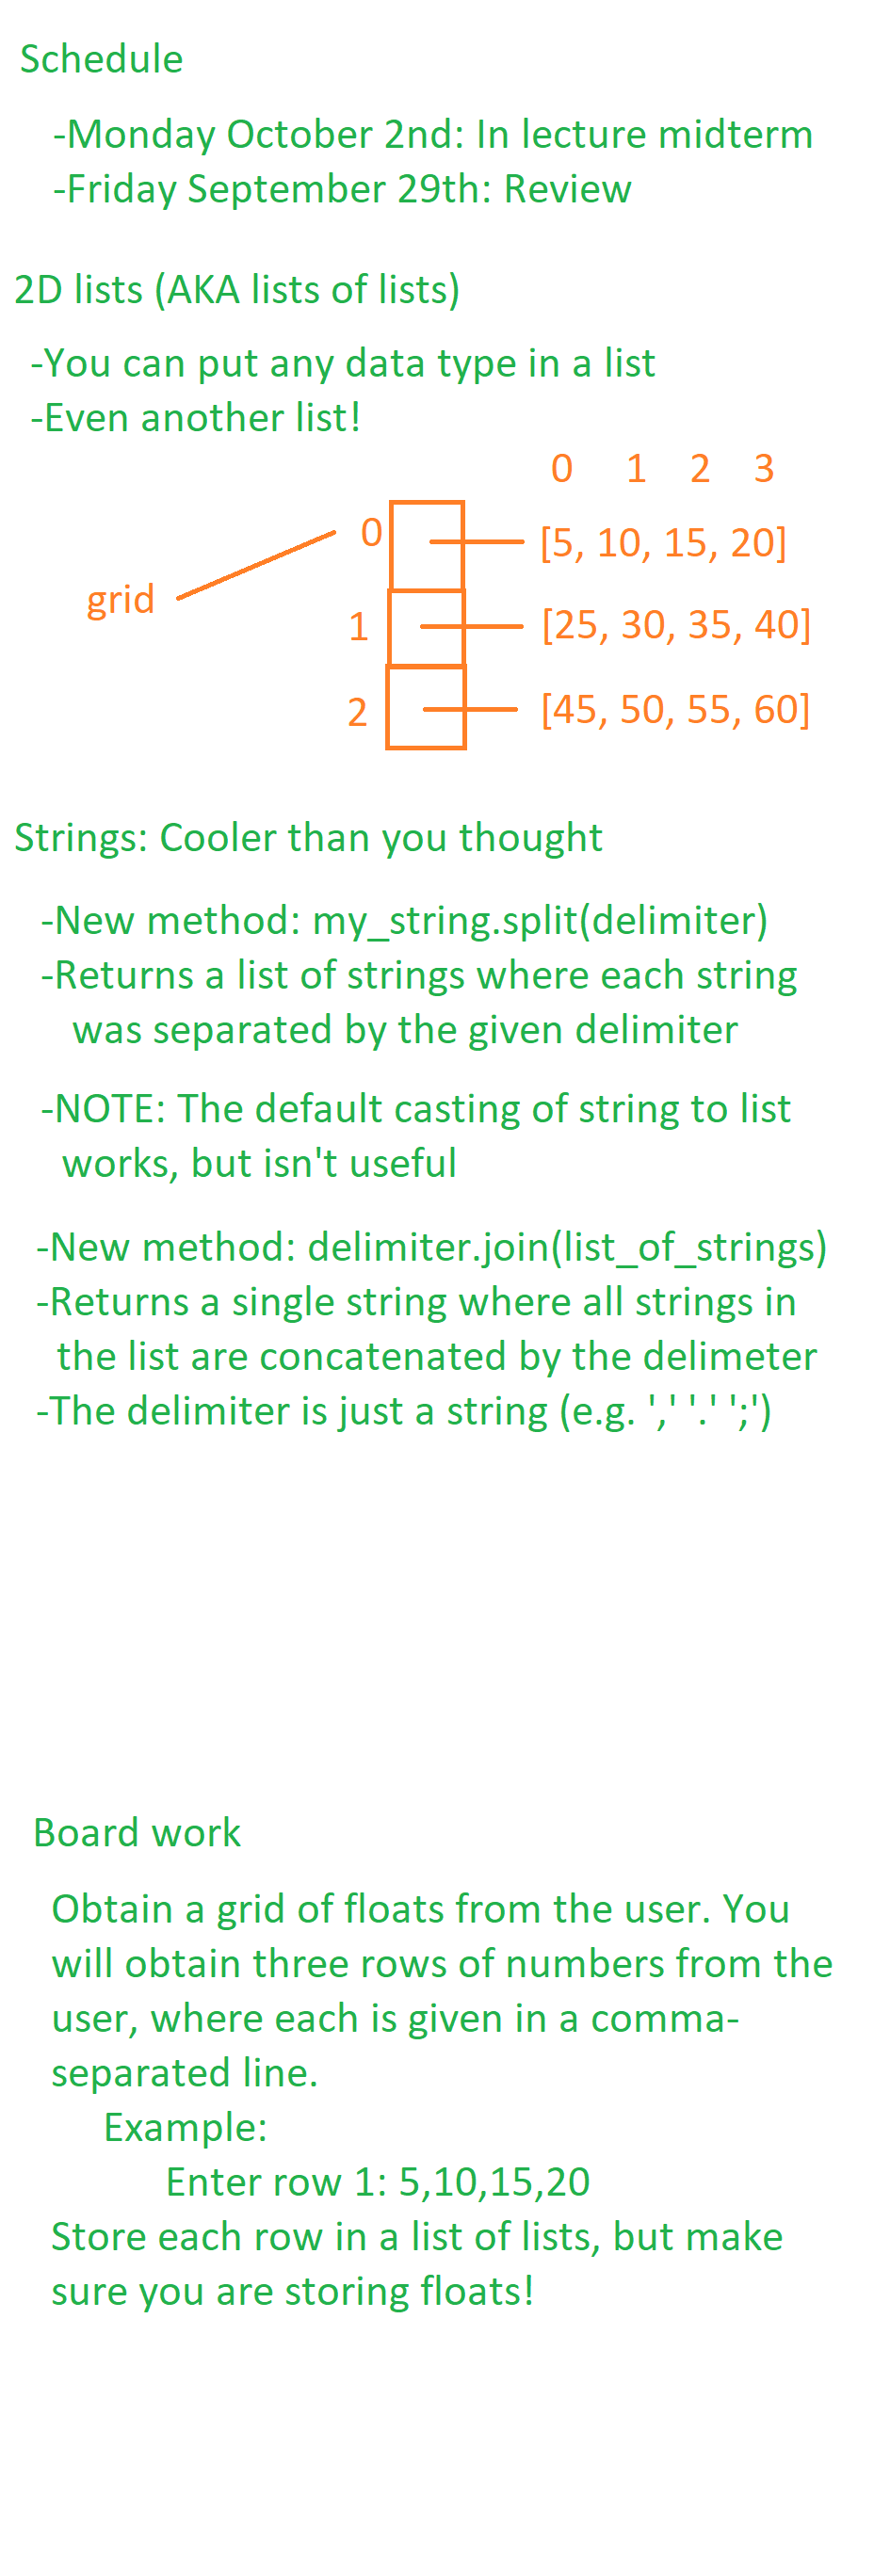 Schedule
-Monday October 2nd: In lecture midterm
-Friday September 29th: Review
2D lists (AKA lists of lists)
-You can put any data type in a list
-Even another list!
0 1 2 3
0 [5, 10, 15, 20]
grid
1 [25, 30, 35, 40]
2 [45, 50, 55, 60]
Strings: Cooler than you thought
-New method: my_string.split(delimiter)
-Returns a list of strings where each string
was separated by the given delimiter
-NOTE: The default casting of string to list
works, but isn't useful
-New method: delimiter.join(list_of_strings)
-Returns a single string where all strings in
the list are concatenated by the delimeter
-The delimiter is just a string (e.g. ',' '.' ';')
Board work
Obtain a grid of floats from the user. You
will obtain three rows of numbers from the
user, where each is given in a comma-
separated line.
Example:
Enter row 1: 5,10,15,20
Store each row in a list of lists, but make
sure you are storing floats!